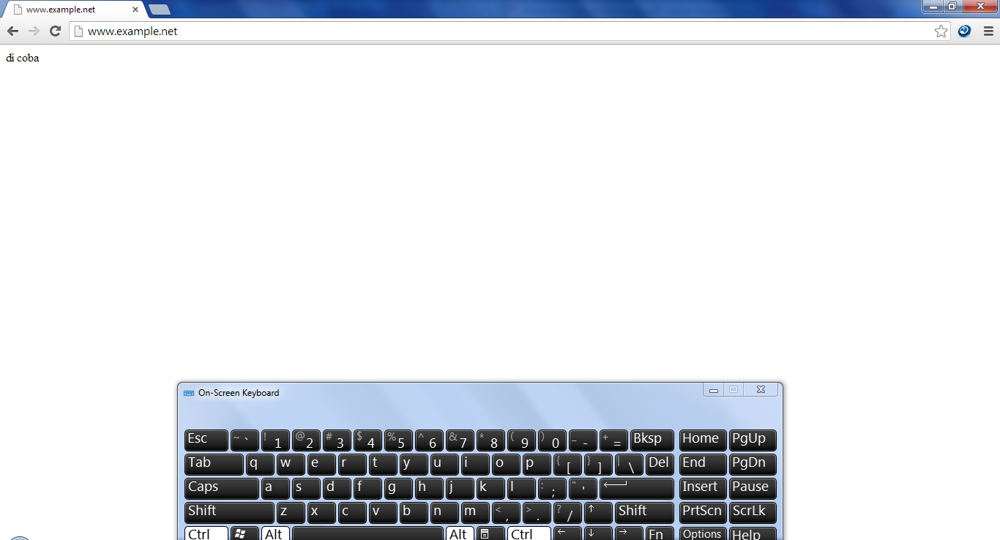 www.example.net
www.example.net
di coba
On-Screen Keyboard
Esc ~ ` ! 1 @ 2 # 3 $ 4 % 5 ^ 6 & 7 * 8 ( 9 ) 0 _ - + = Bksp Home PgUp
Tab q w e r t y u i o p { [ } ] | \ Del End PgDn
Caps a s d f g h j k l : ; " ' Insert Pause
Shift z x c v b n m < , > . ? / ↑ Shift PrtScn ScrLk
Ctrl Alt Alt Ctrl ← ↓ → Fn Options Help